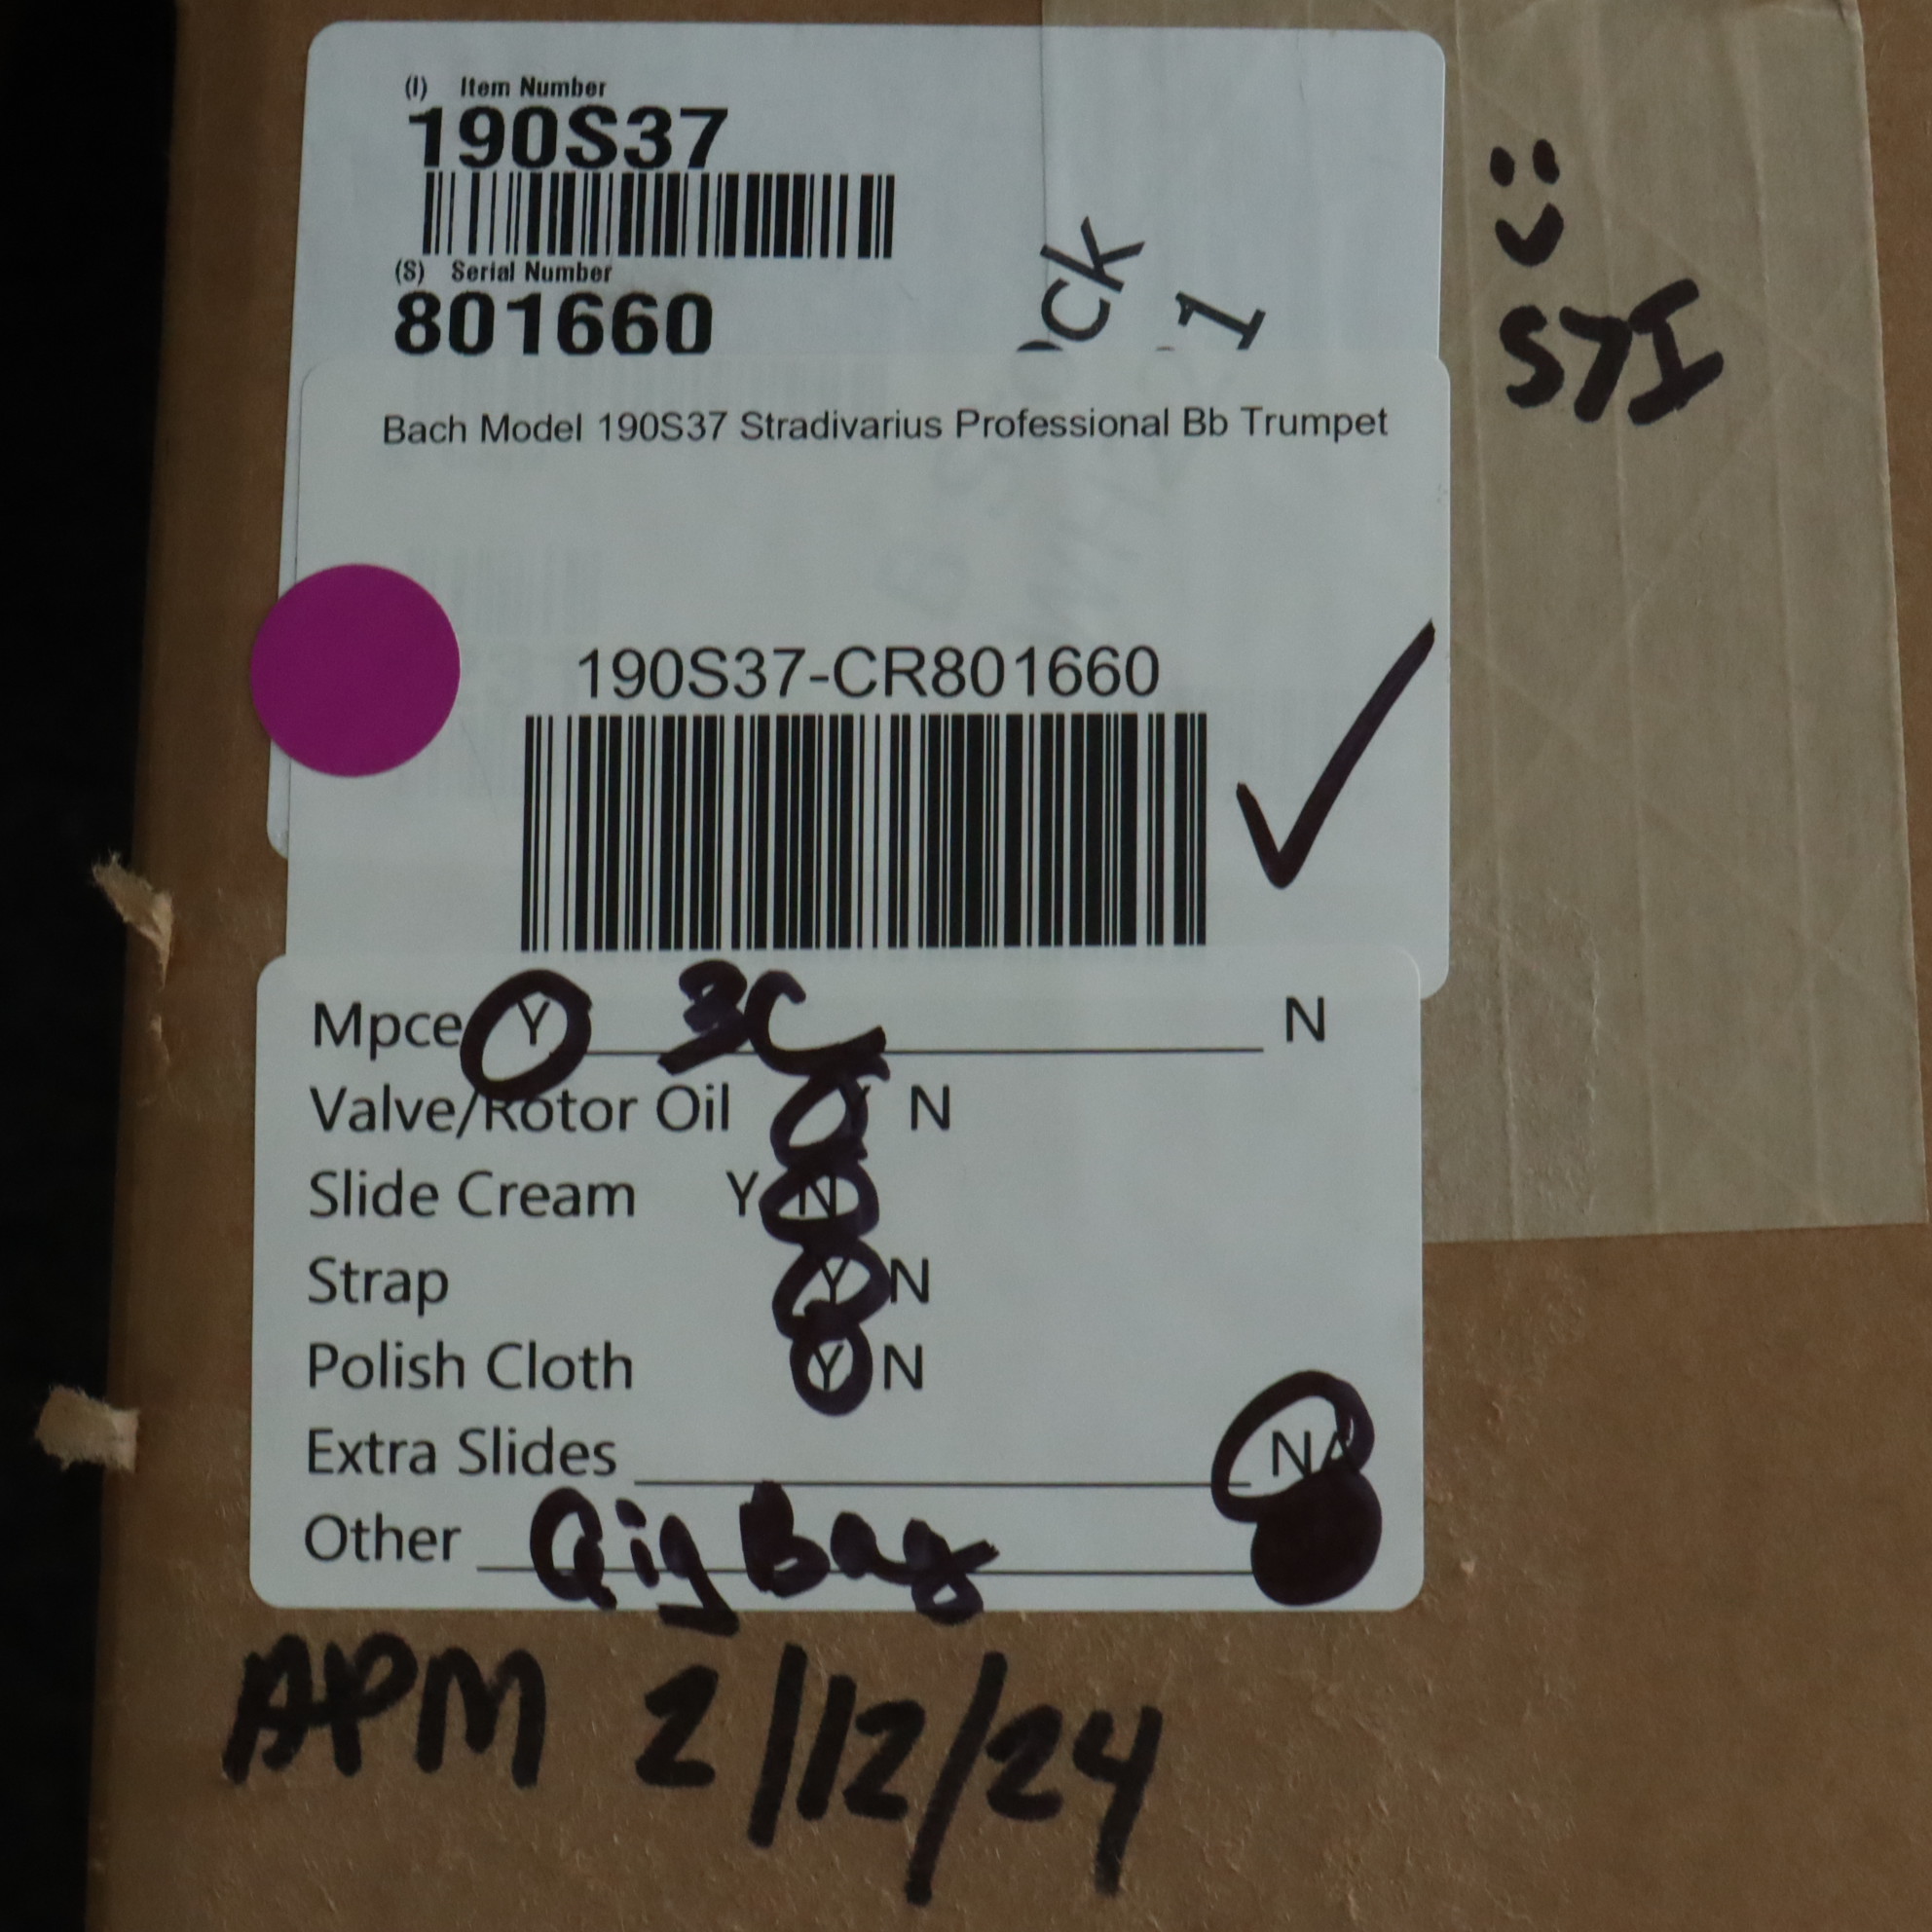 (I) Item Number
190S37
(S) Serial Number
801660
ck
1
STI
Bach Model 190S37 Stradivarius Professional Bb Trumpet
190S37-CR801660
Mpce Y 3C N
Valve/Rotor Oil Y N
Slide Cream Y N
Strap Y N
Polish Cloth Y N
Extra Slides NA
Other Gig Bag
APM 2/12/24